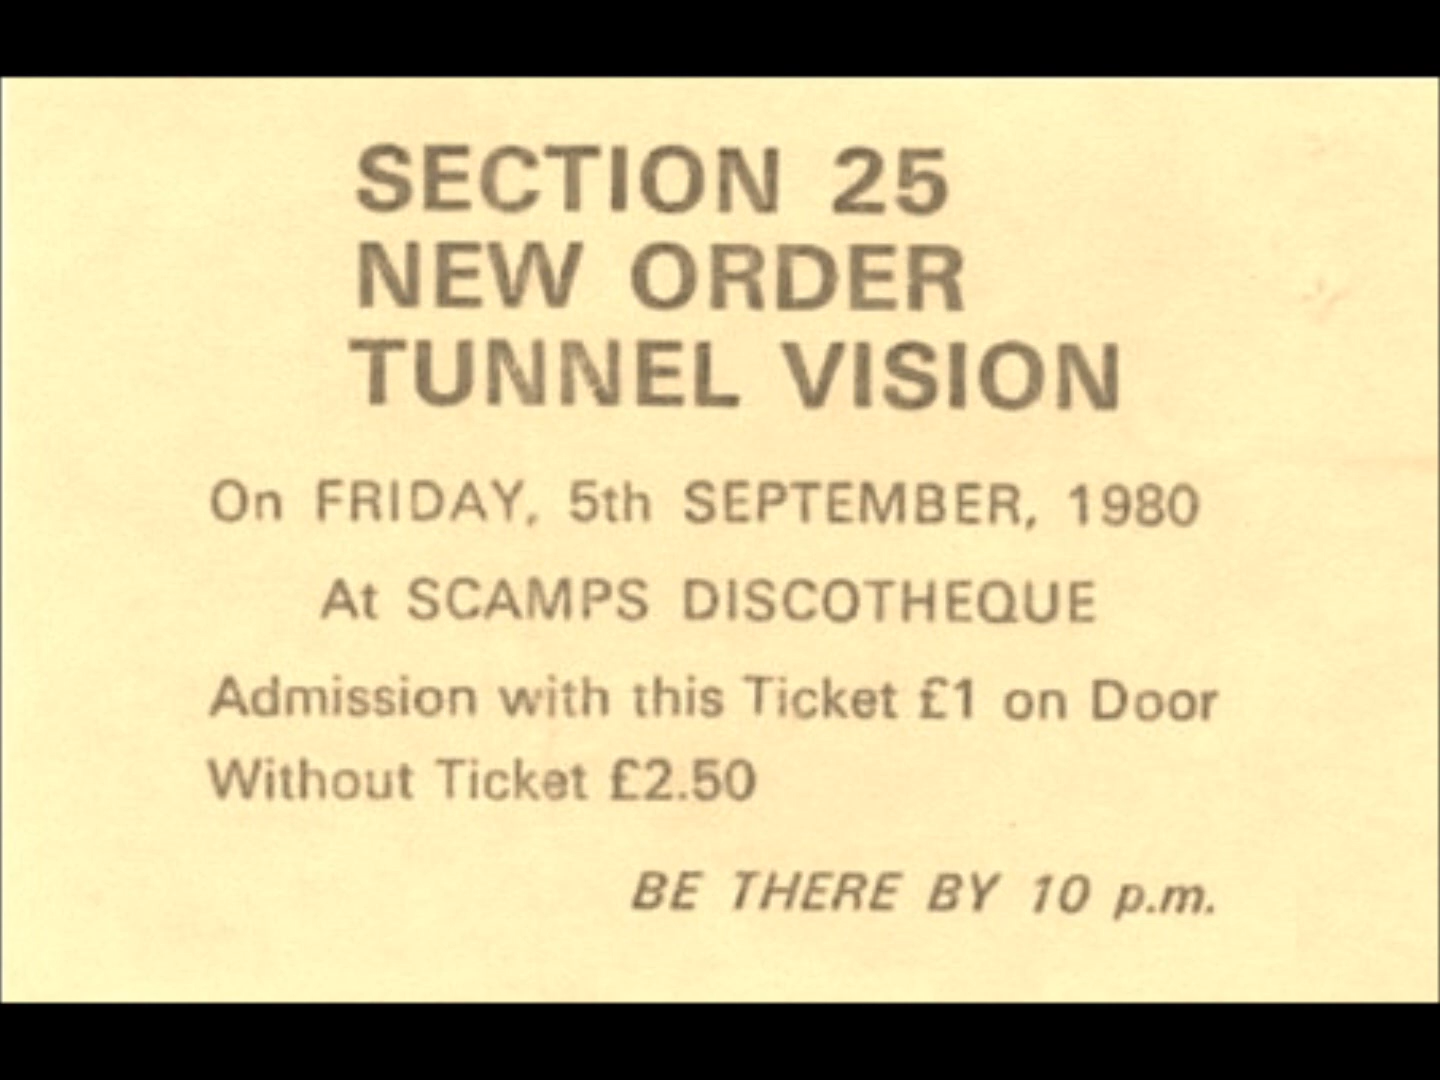 SECTION 25
NEW ORDER
TUNNEL VISION
On FRIDAY, 5th SEPTEMBER, 1980
At SCAMPS DISCOTHEQUE
Admission with this Ticket £1 on Door
Without Ticket £2.50
BE THERE BY 10 p.m.